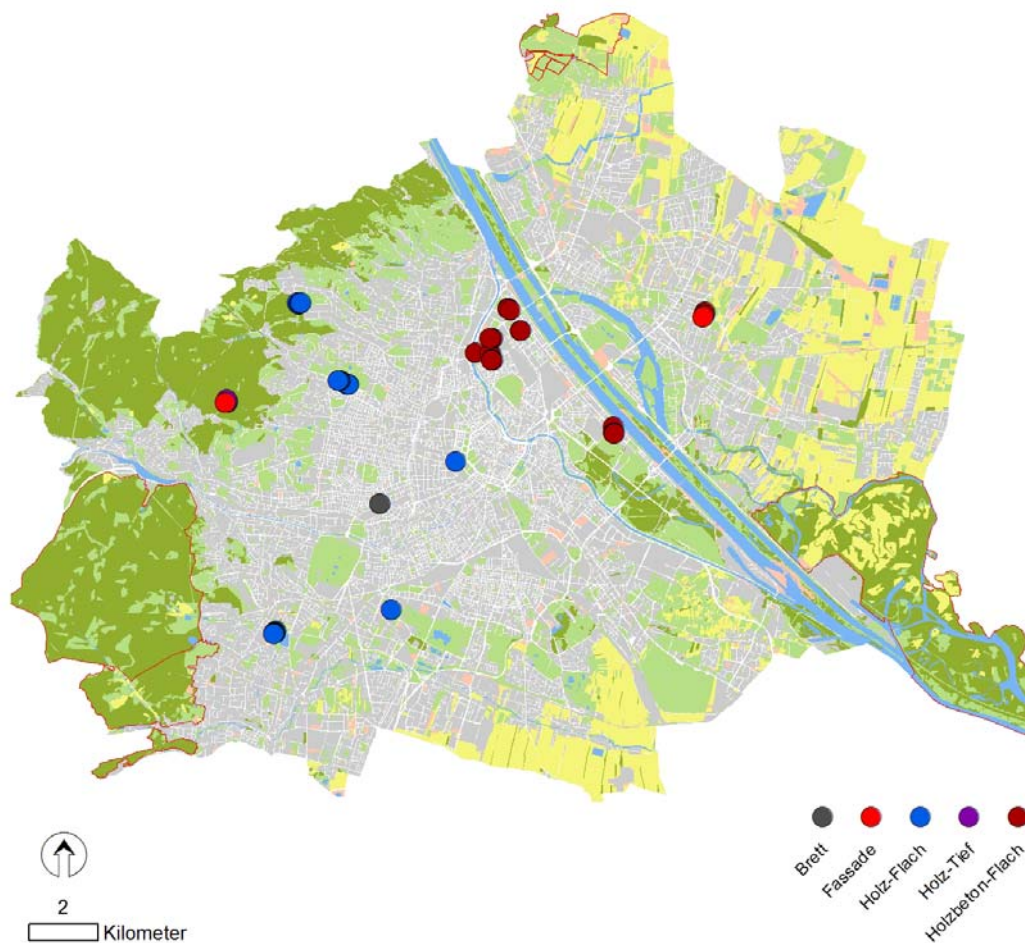 Brett
Fassade
Holz-Flach
Holz-Tief
Holzbeton-Flach
2
Kilometer